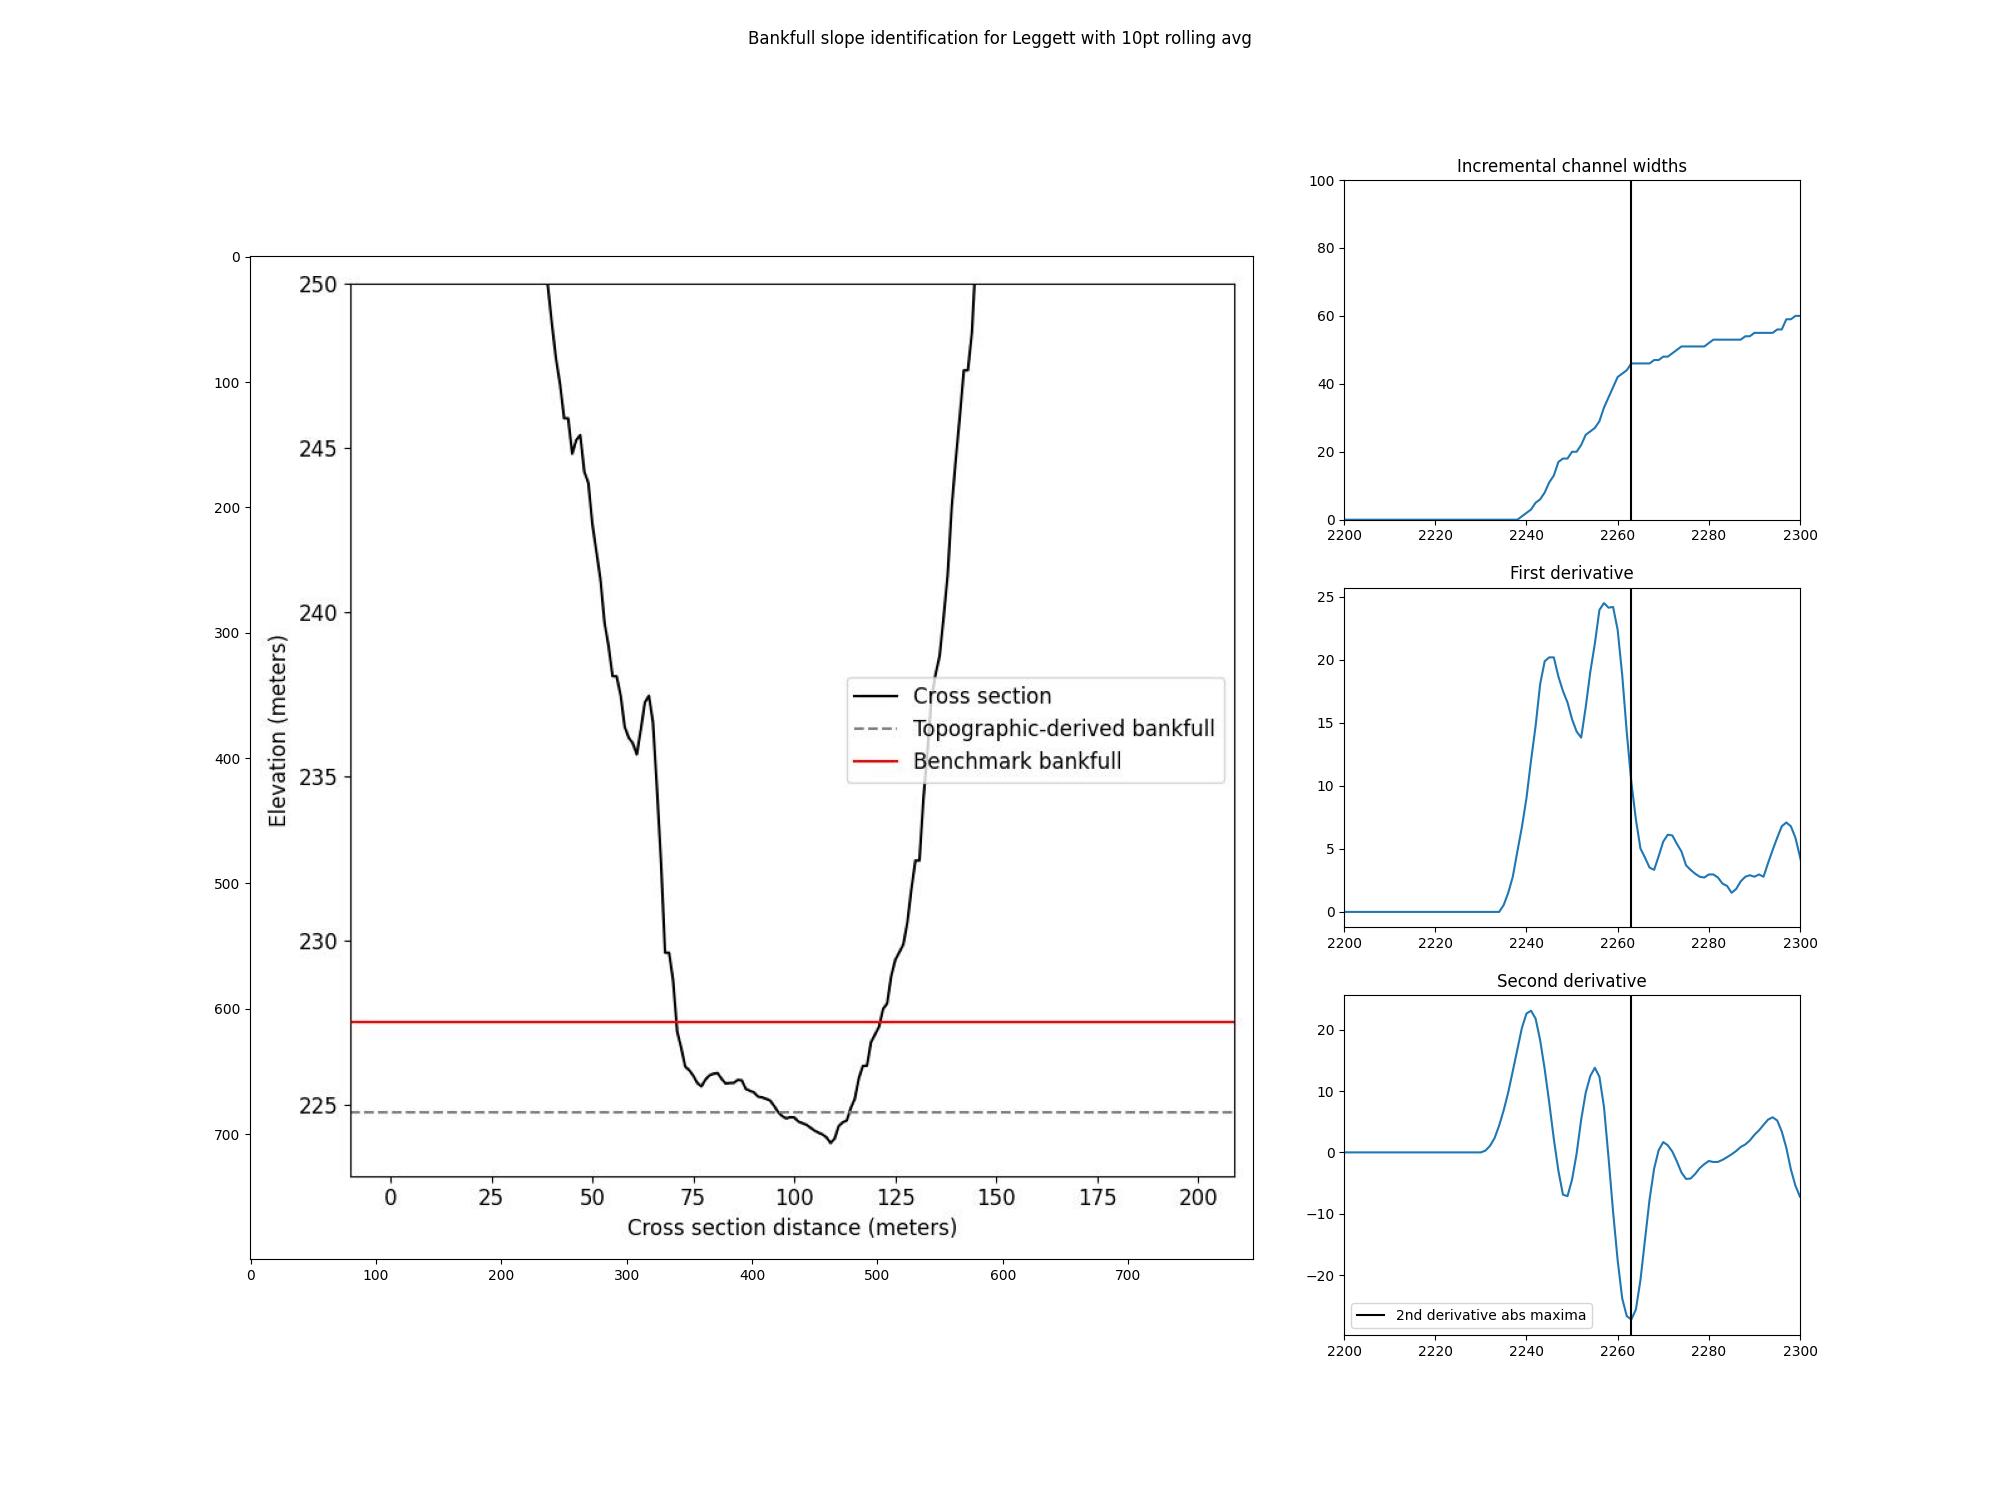 Bankfull slope identification for Leggett with 10pt rolling avg
0
100
200
300
400
500
600
700
0 100 200 300 400 500 600 700
250
245
240
235
230
225
Elevation (meters)
Cross section
Topographic-derived bankfull
Benchmark bankfull
0 25 50 75 100 125 150 175 200
Cross section distance (meters)
Incremental channel widths
100
80
60
40
20
0
2200 2220 2240 2260 2280 2300
First derivative
25
20
15
10
5
0
2200 2220 2240 2260 2280 2300
Second derivative
20
10
0
−10
−20
2nd derivative abs maxima
2200 2220 2240 2260 2280 2300